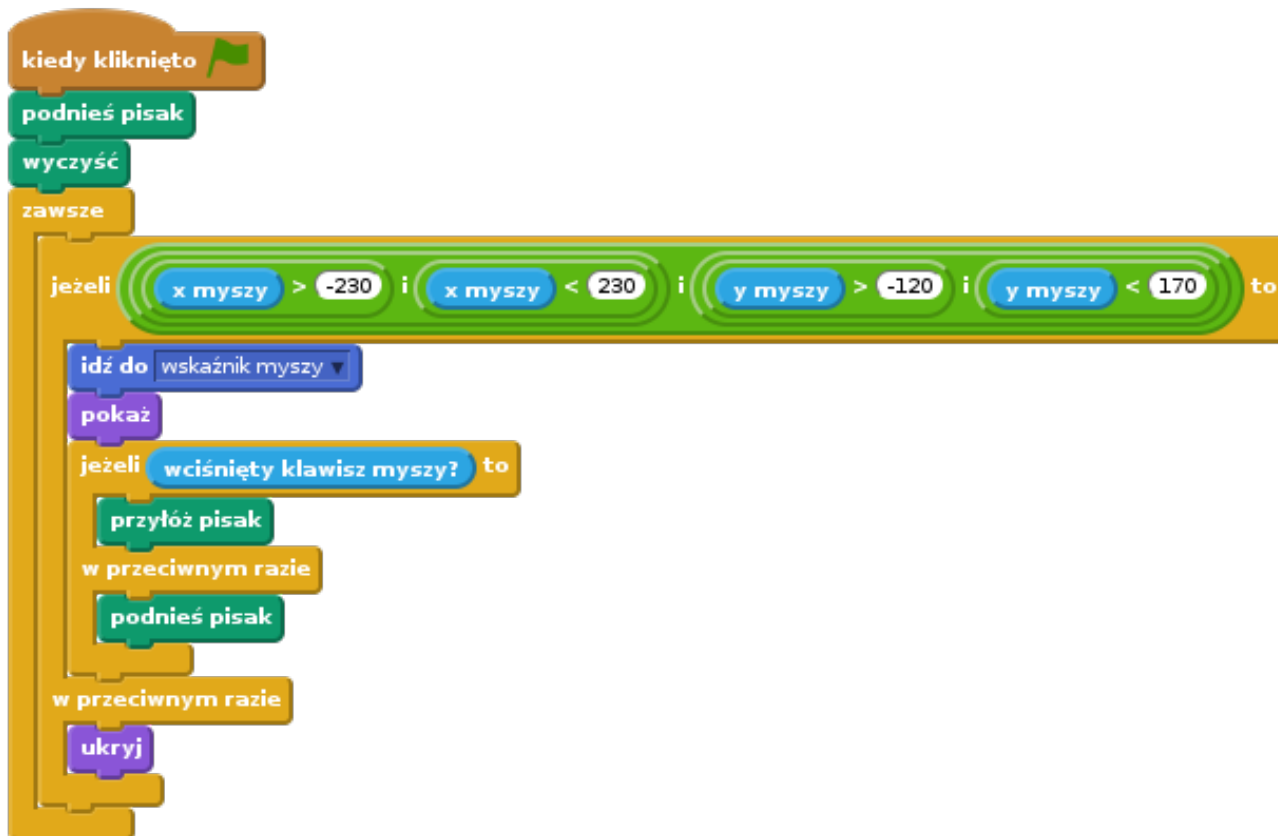 kiedy kliknięto
podnieś pisak
wyczyść
zawsze
jeżeli x myszy > -230 i x myszy < 230 i y myszy > -120 i y myszy < 170 to
idź do wskaźnik myszy
pokaż
jeżeli wciśnięty klawisz myszy? to
przyłóż pisak
w przeciwnym razie
podnieś pisak
w przeciwnym razie
ukryj